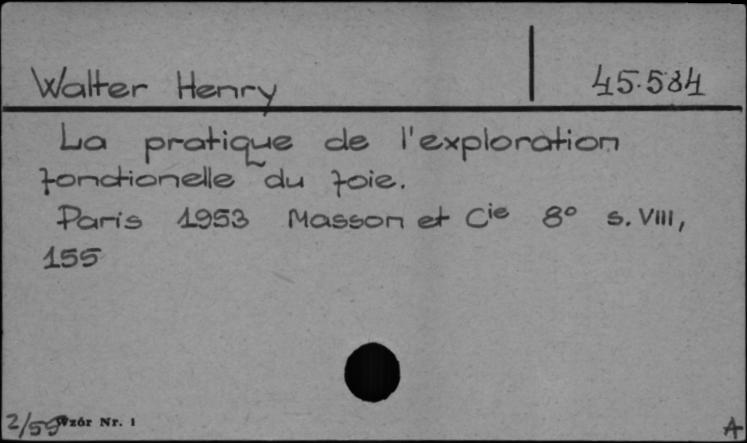 Walter Henry 45.584
La pratique de l'exploration
fonctionelle du foie.
Paris 1953 Masson et Cie 8° s. VIII,
155
2/59 Wzór Nr. 1 A